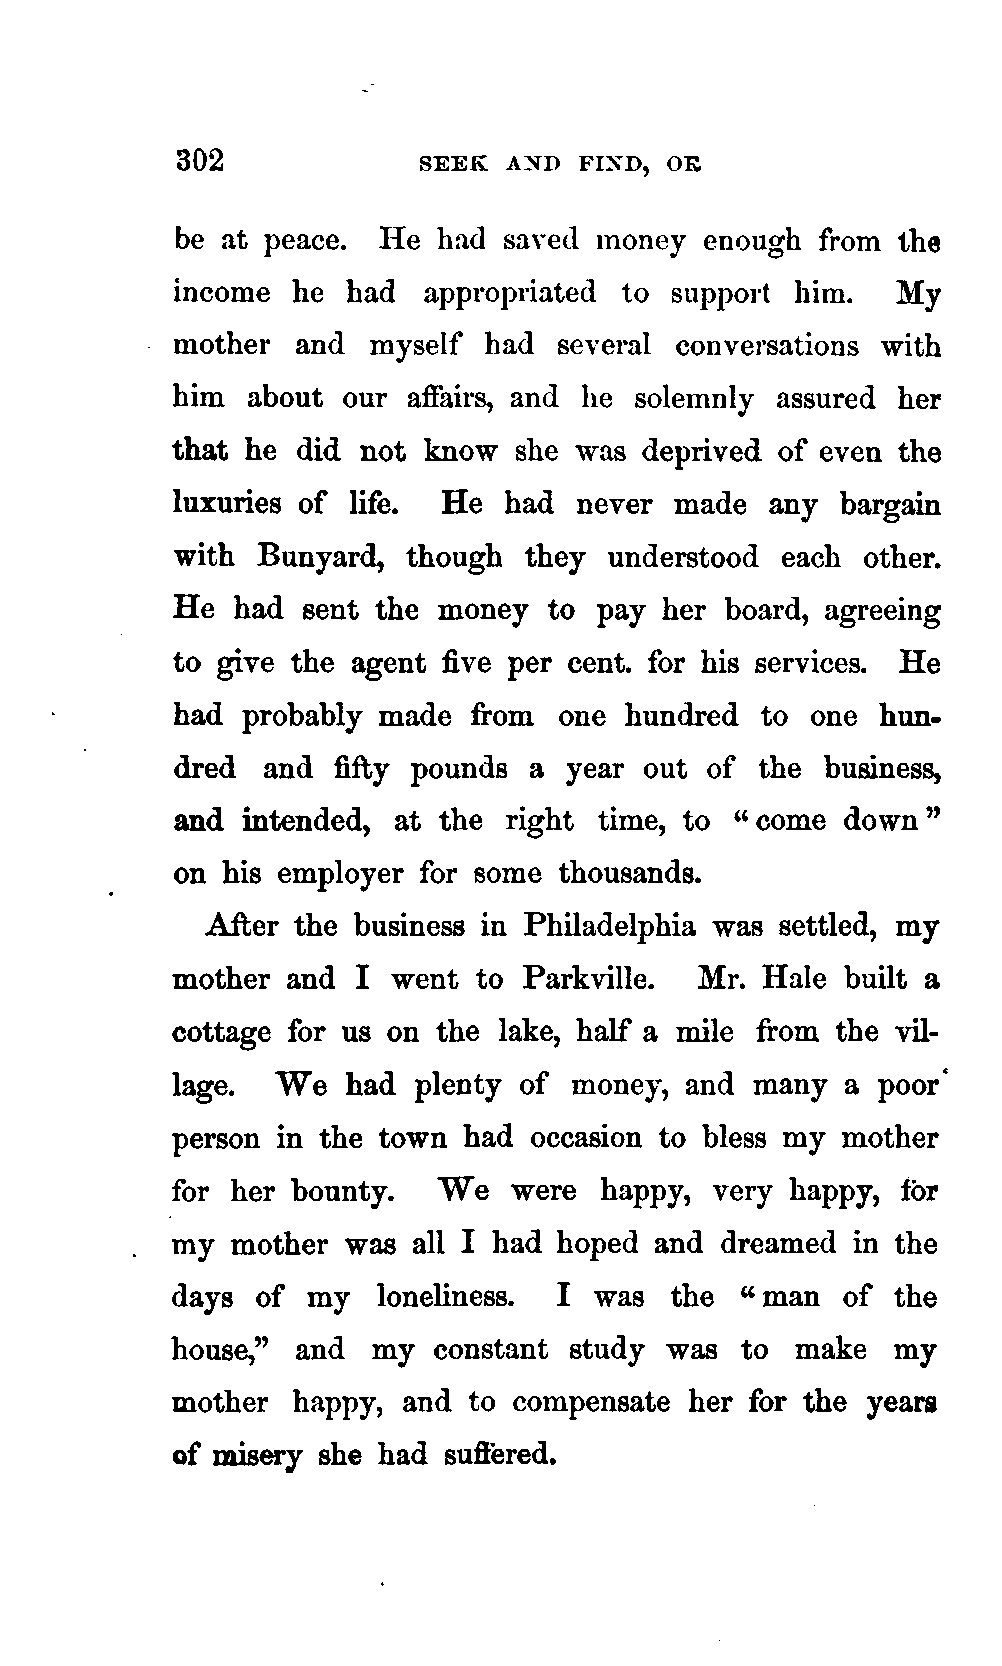 302 SEEK AND FIND, OR
be at peace. He had saved money enough from the
income he had appropriated to support him. My
mother and myself had several conversations with
him about our affairs, and he solemnly assured her
that he did not know she was deprived of even the
luxuries of life. He had never made any bargain
with Bunyard, though they understood each other.
He had sent the money to pay her board, agreeing
to give the agent five per cent. for his services. He
had probably made from one hundred to one hun-
dred and fifty pounds a year out of the business,
and intended, at the right time, to “come down”
on his employer for some thousands.
After the business in Philadelphia was settled, my
mother and I went to Parkville. Mr. Hale built a
cottage for us on the lake, half a mile from the vil-
lage. We had plenty of money, and many a poor
person in the town had occasion to bless my mother
for her bounty. We were happy, very happy, for
my mother was all I had hoped and dreamed in the
days of my loneliness. I was the “man of the
house,” and my constant study was to make my
mother happy, and to compensate her for the years
of misery she had suffered.